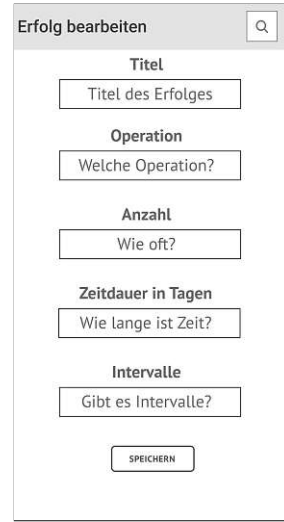 Erfolg bearbeiten
Titel
Titel des Erfolges
Operation
Welche Operation?
Anzahl
Wie oft?
Zeitdauer in Tagen
Wie lange ist Zeit?
Intervalle
Gibt es Intervalle?
SPEICHERN